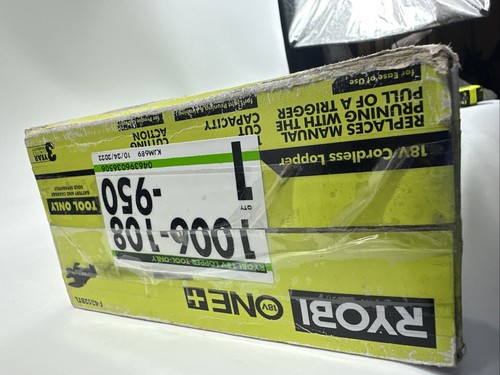 RYOBI
18V ONE+
RYOBI 18V LOPPER-TOOL-ONLY
1006-108
-950
QTY
1
KJM689 10/24/2022
18V Cordless Lopper
TOOL ONLY
BATTERY AND CHARGER
SOLD SEPARATELY
REPLACES MANUAL
PRUNING WITH THE
PULL OF A TRIGGER
for Ease of Use
CUT
CAPACITY
CUTTING
ACTION
3 YEAR